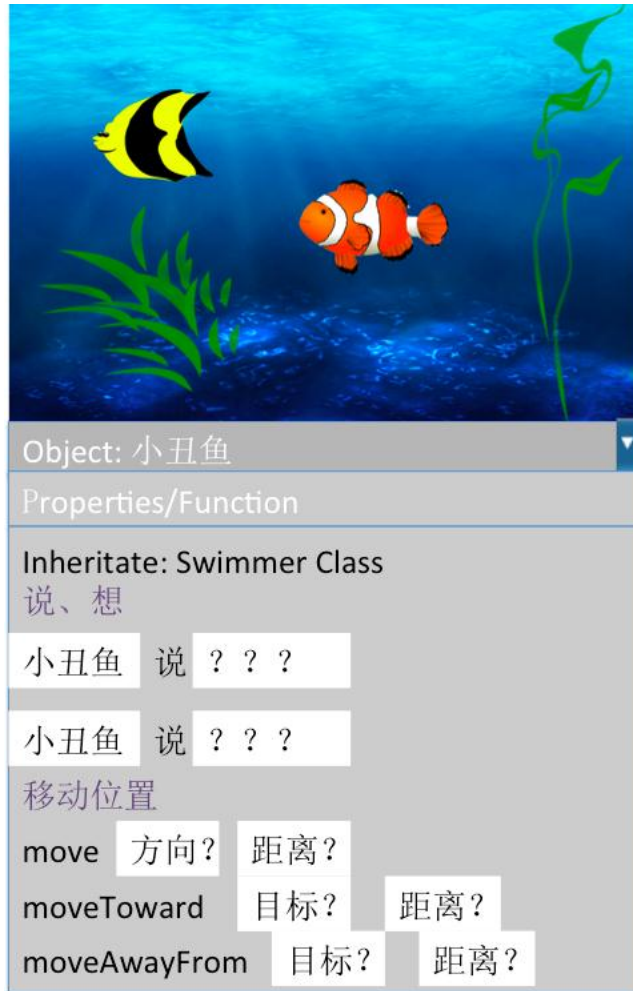 Object: 小丑鱼
Properties/Function
Inheritate: Swimmer Class
说、想
小丑鱼 说 ？？？
小丑鱼 说 ？？？
移动位置
move 方向? 距离?
moveToward 目标? 距离?
moveAwayFrom 目标? 距离?